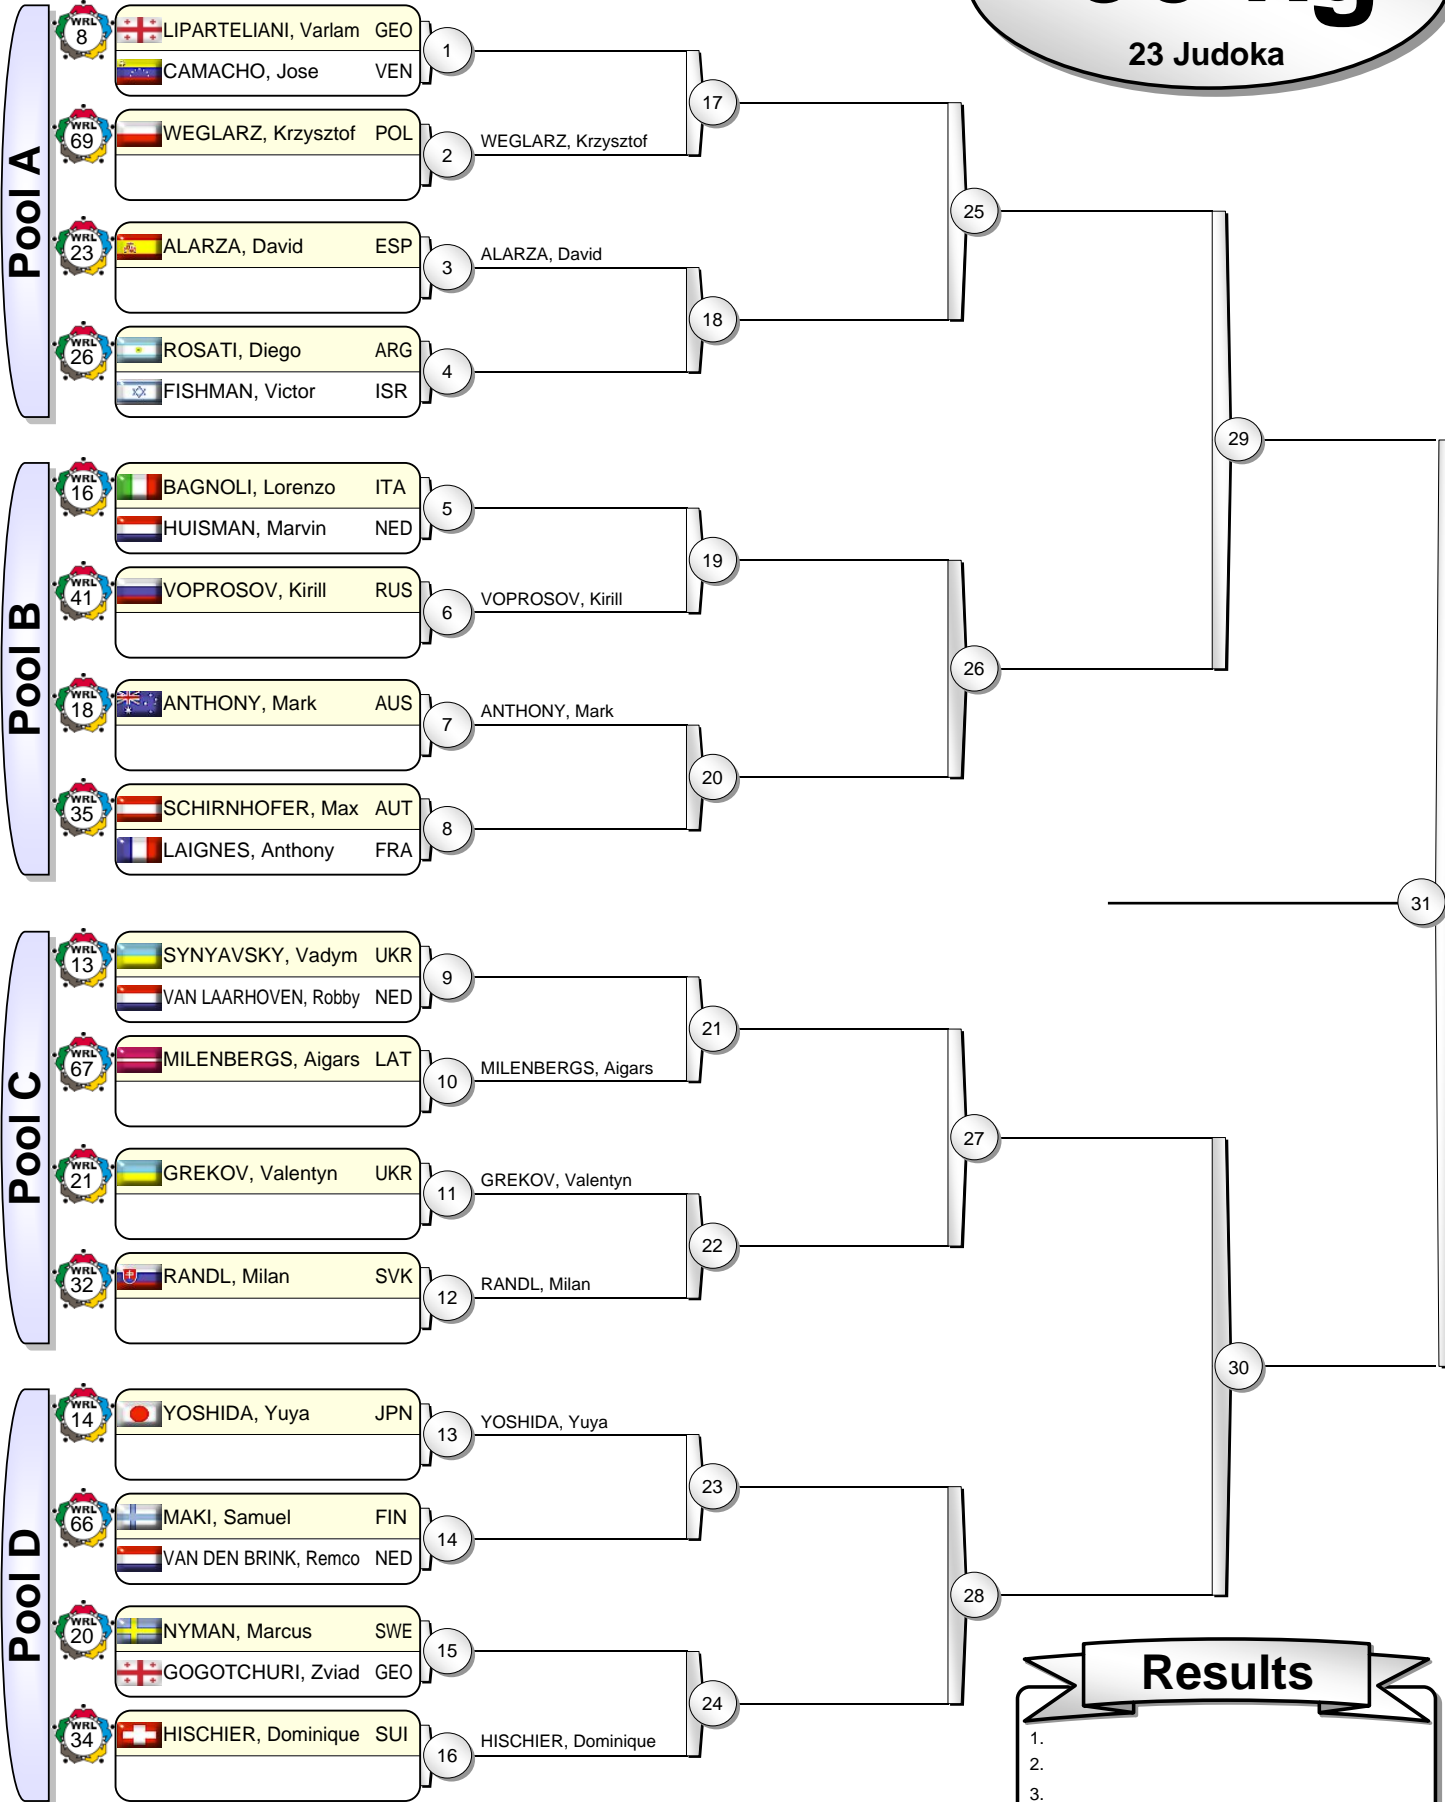 23 Judoka
Pool A
WRL 8 LIPARTELIANI, Varlam GEO
CAMACHO, Jose VEN
1
WRL 69 WEGLARZ, Krzysztof POL
2 WEGLARZ, Krzysztof
17
WRL 23 ALARZA, David ESP
3 ALARZA, David
WRL 26 ROSATI, Diego ARG
FISHMAN, Victor ISR
4
18
25
Pool B
WRL 16 BAGNOLI, Lorenzo ITA
HUISMAN, Marvin NED
5
WRL 41 VOPROSOV, Kirill RUS
6 VOPROSOV, Kirill
19
WRL 18 ANTHONY, Mark AUS
7 ANTHONY, Mark
WRL 35 SCHIRNHOFER, Max AUT
LAIGNES, Anthony FRA
8
20
26
29
31
Pool C
WRL 13 SYNYAVSKY, Vadym UKR
VAN LAARHOVEN, Robby NED
9
WRL 67 MILENBERGS, Aigars LAT
10 MILENBERGS, Aigars
21
WRL 21 GREKOV, Valentyn UKR
11 GREKOV, Valentyn
WRL 32 RANDL, Milan SVK
12 RANDL, Milan
22
27
Pool D
WRL 14 YOSHIDA, Yuya JPN
13 YOSHIDA, Yuya
WRL 66 MAKI, Samuel FIN
VAN DEN BRINK, Remco NED
14
23
WRL 20 NYMAN, Marcus SWE
GOGOTCHURI, Zviad GEO
15
WRL 34 HISCHIER, Dominique SUI
16 HISCHIER, Dominique
24
28
30
Results
1.
2.
3.